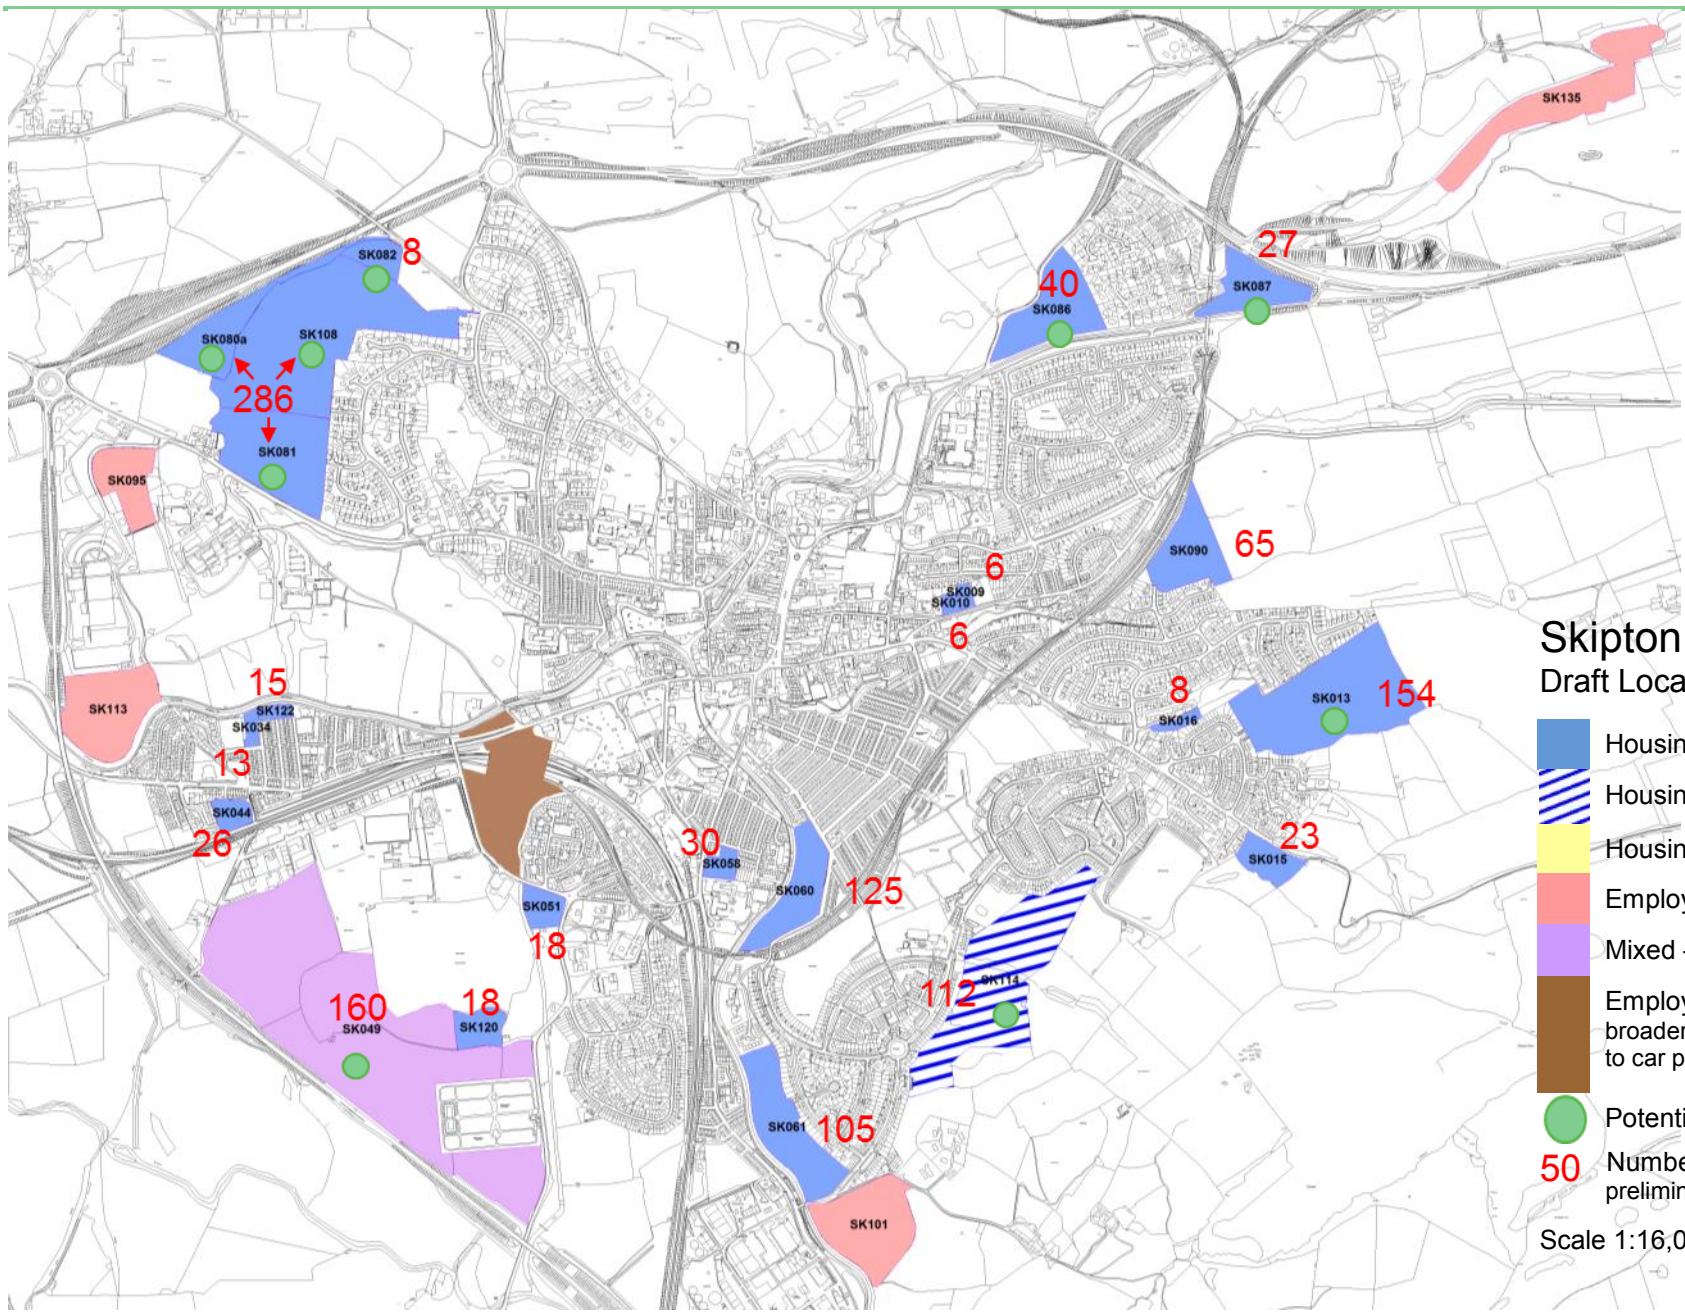 SK135
27
SK082 8
40
SK087
SK086
SK080a SK108
286
SK081
SK095
65
SK090
6
SK009
SK010
6
Skipton
Draft Loca
15
SK122
SK113
SK034
13
8
SK016
SK013 154
Housin
Housin
Housin
Employ
Mixed -
Employ
broader
to car p
Potenti
50 Numbe
prelimin
Scale 1:16,0
SK044
26
30
SK058
23
SK015
SK060
125
SK051
18
160
SK049
18
SK120
112
SK114
SK061 105
SK101